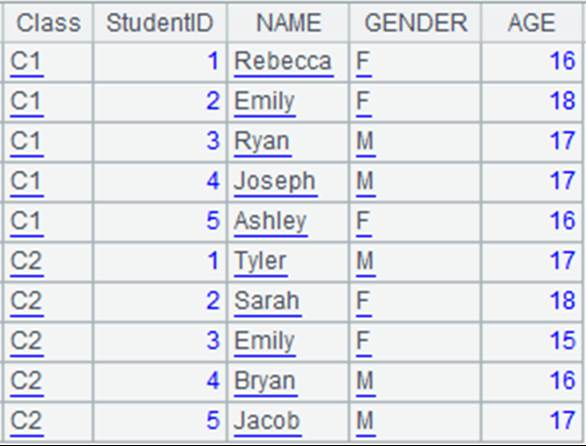 Class StudentID NAME GENDER AGE
C1 1 Rebecca F 16
C1 2 Emily F 18
C1 3 Ryan M 17
C1 4 Joseph M 17
C1 5 Ashley F 16
C2 1 Tyler M 17
C2 2 Sarah F 18
C2 3 Emily F 15
C2 4 Bryan M 16
C2 5 Jacob M 17